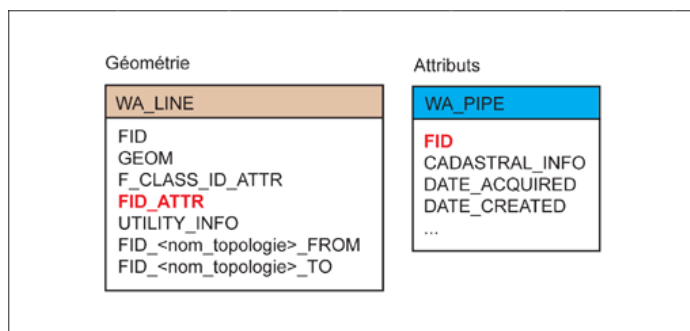 Géométrie
WA_LINE
FID
GEOM
F_CLASS_ID_ATTR
FID_ATTR
UTILITY_INFO
FID_<nom_topologie>_FROM
FID_<nom_topologie>_TO
Attributs
WA_PIPE
FID
CADASTRAL_INFO
DATE_ACQUIRED
DATE_CREATED
...